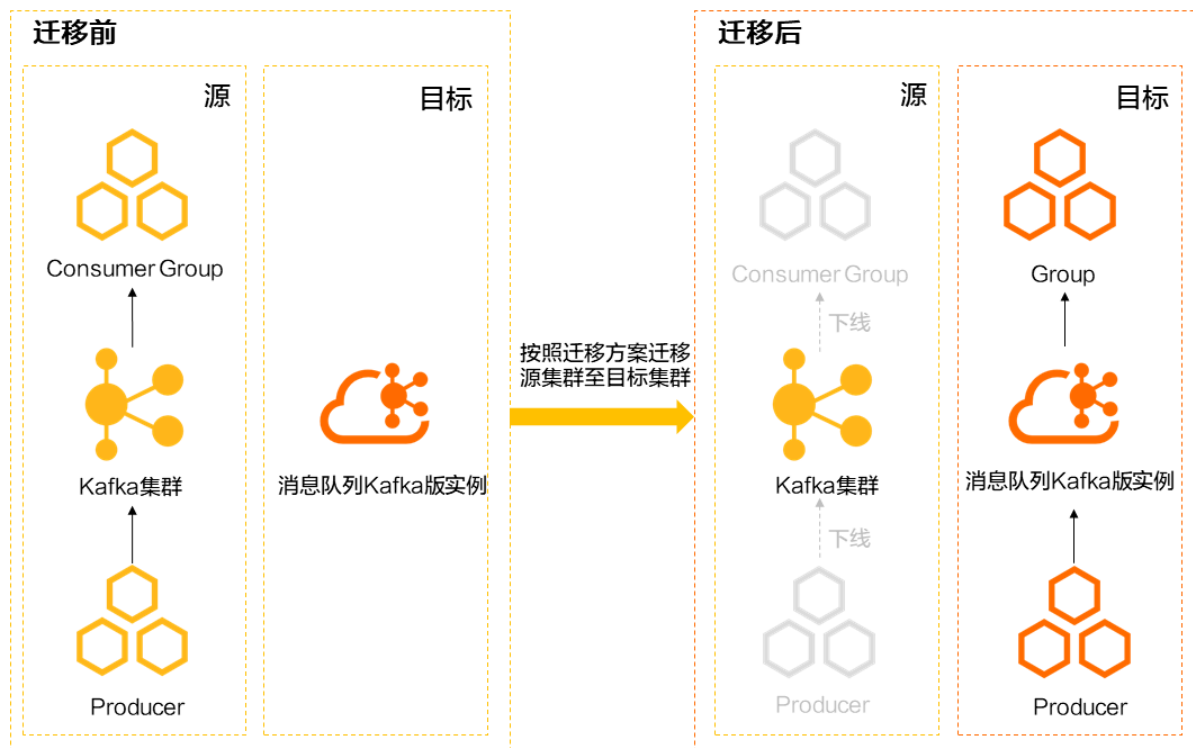 迁移前
源
目标
Consumer Group
Kafka集群
消息队列Kafka版实例
Producer
按照迁移方案迁移
源集群至目标集群
迁移后
源
目标
Consumer Group
Group
下线
Kafka集群
消息队列Kafka版实例
下线
Producer
Producer